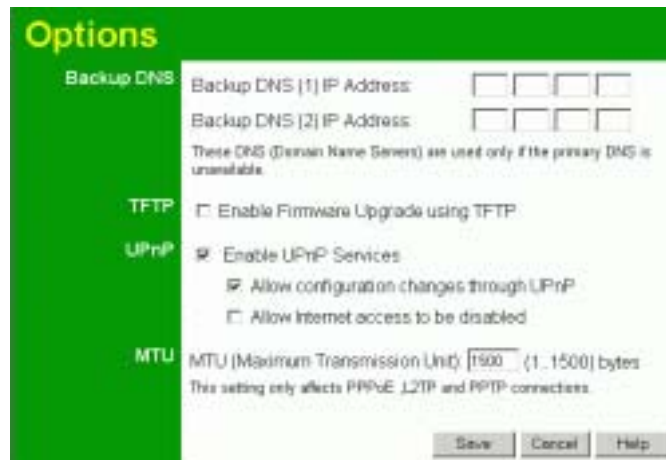 Options
Backup DNS
Backup DNS (1) IP Address:
Backup DNS (2) IP Address:
These DNS (Domain Name Servers) are used only if the primary DNS is
unavailable.
TFTP
Enable Firmware Upgrade using TFTP
UPnP
Enable UPnP Services
Allow configuration changes through UPnP
Allow Internet access to be disabled
MTU
MTU (Maximum Transmission Unit): 1500 (1..1500) bytes
This setting only affects PPPoE ,L2TP and PPTP connections.
Save Cancel Help